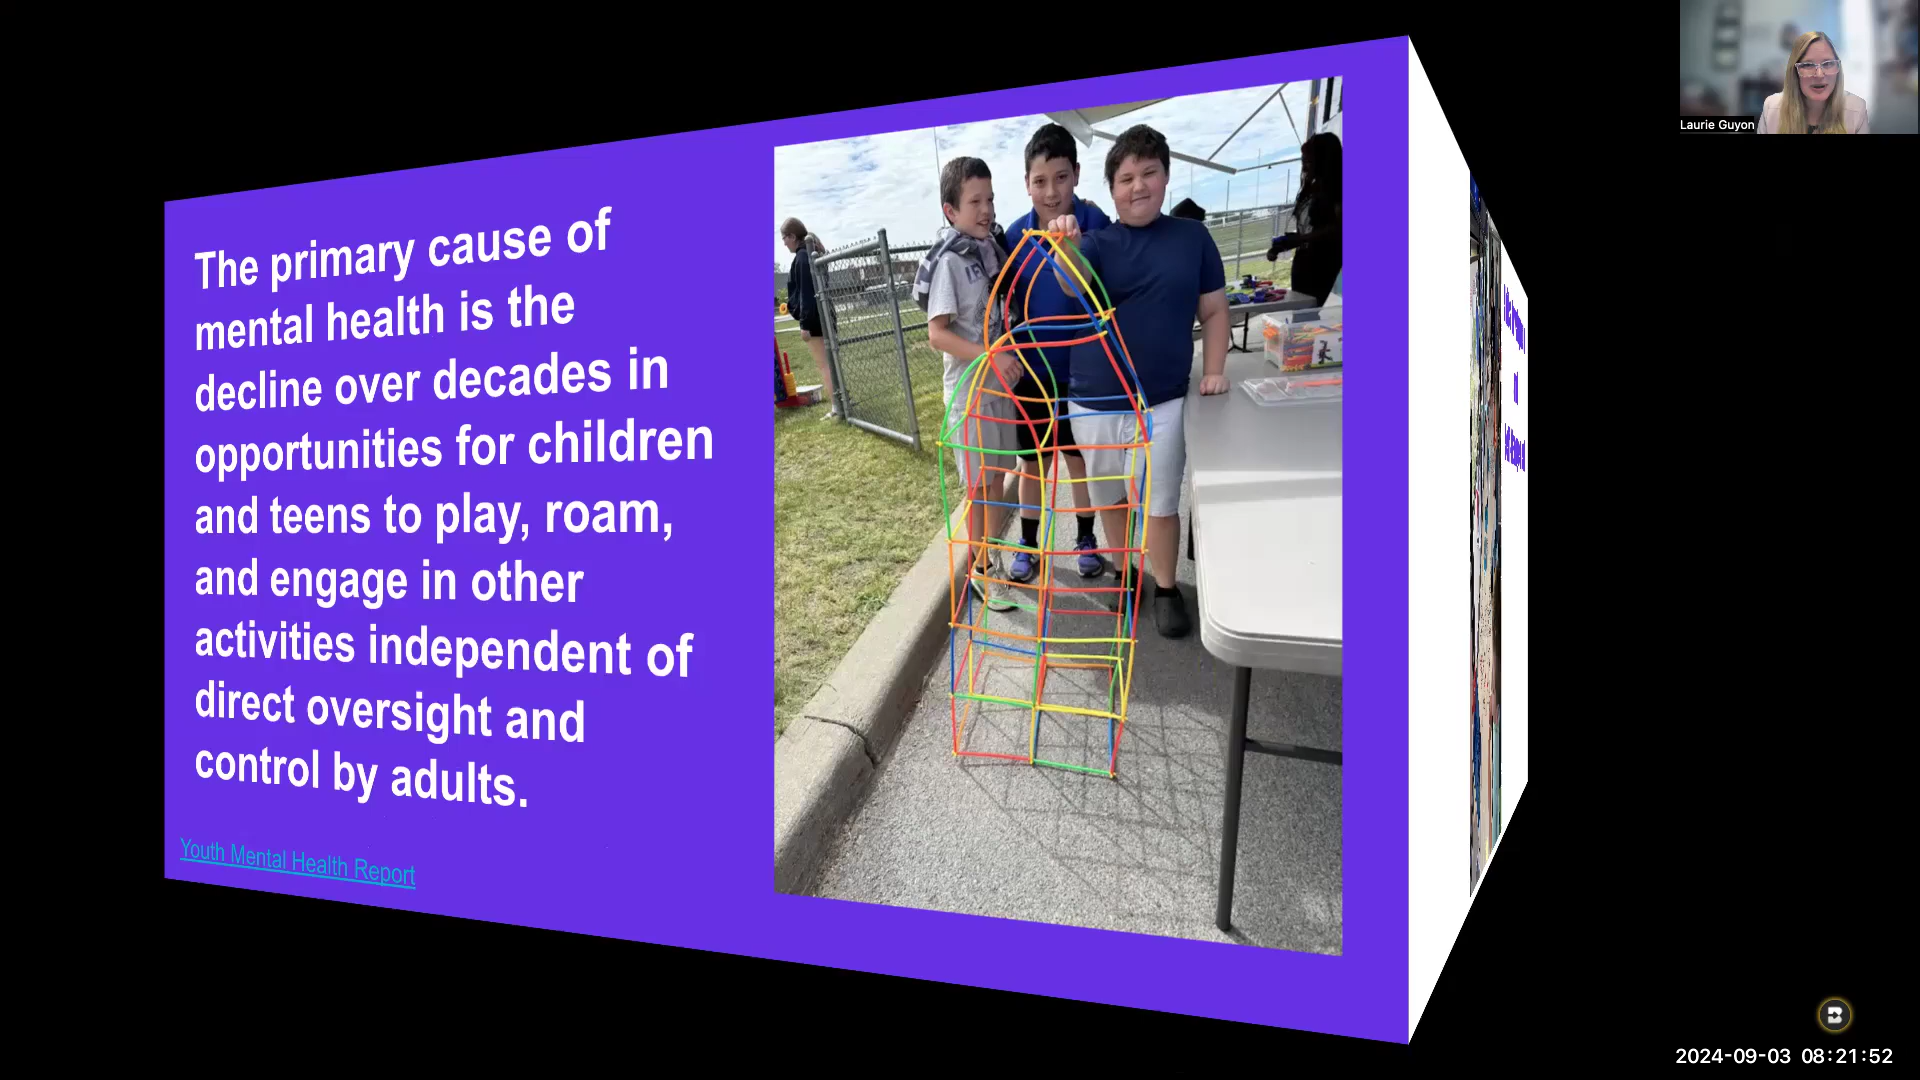 The primary cause of
mental health is the
decline over decades in
opportunities for children
and teens to play, roam,
and engage in other
activities independent of
direct oversight and
control by adults.
Youth Mental Health Report
Laurie Guyon
2024-09-03 08:21:52